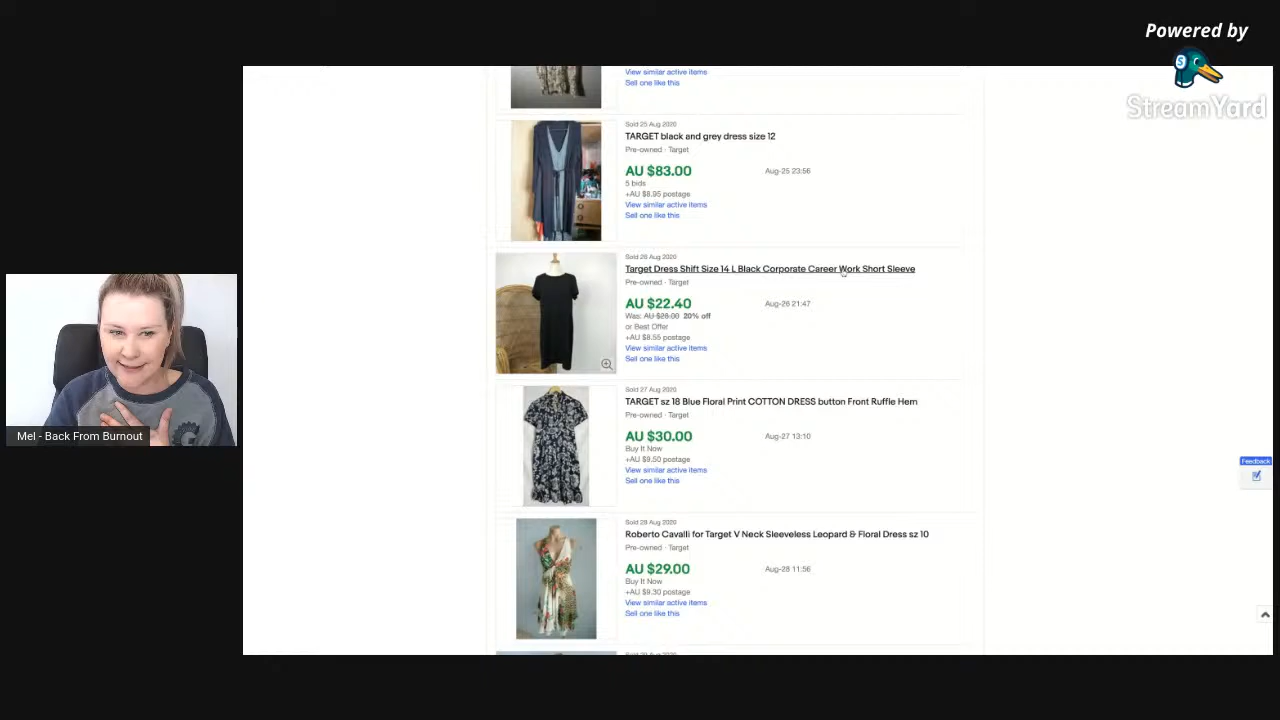 Powered by
StreamYard
View similar active items
Sell one like this
Sold 25 Aug 2020
TARGET black and grey dress size 12
Pre-owned · Target
AU $83.00
Aug-25 23:56
5 bids
+AU $8.95 postage
View similar active items
Sell one like this
Sold 26 Aug 2020
Target Dress Shift Size 14 L Black Corporate Career Work Short Sleeve
Pre-owned · Target
AU $22.40
Aug-26 21:47
Was: AU $28.00 20% off
or Best Offer
+AU $8.55 postage
View similar active items
Sell one like this
Sold 27 Aug 2020
TARGET sz 18 Blue Floral Print COTTON DRESS button Front Ruffle Hem
Pre-owned · Target
AU $30.00
Aug-27 13:10
Buy It Now
+AU $9.50 postage
View similar active items
Sell one like this
Sold 28 Aug 2020
Roberto Cavalli for Target V Neck Sleeveless Leopard & Floral Dress sz 10
Pre-owned · Target
AU $29.00
Aug-28 11:56
Buy It Now
+AU $9.30 postage
View similar active items
Sell one like this
Feedback
Mel - Back From Burnout